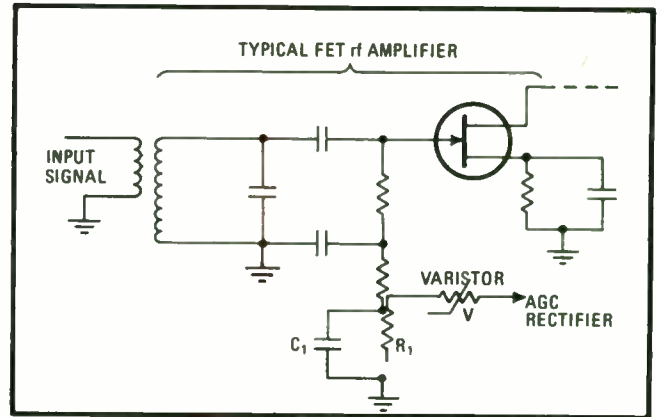 TYPICAL FET rf AMPLIFIER
INPUT
SIGNAL
VARISTOR
V
AGC
RECTIFIER
C1
R1